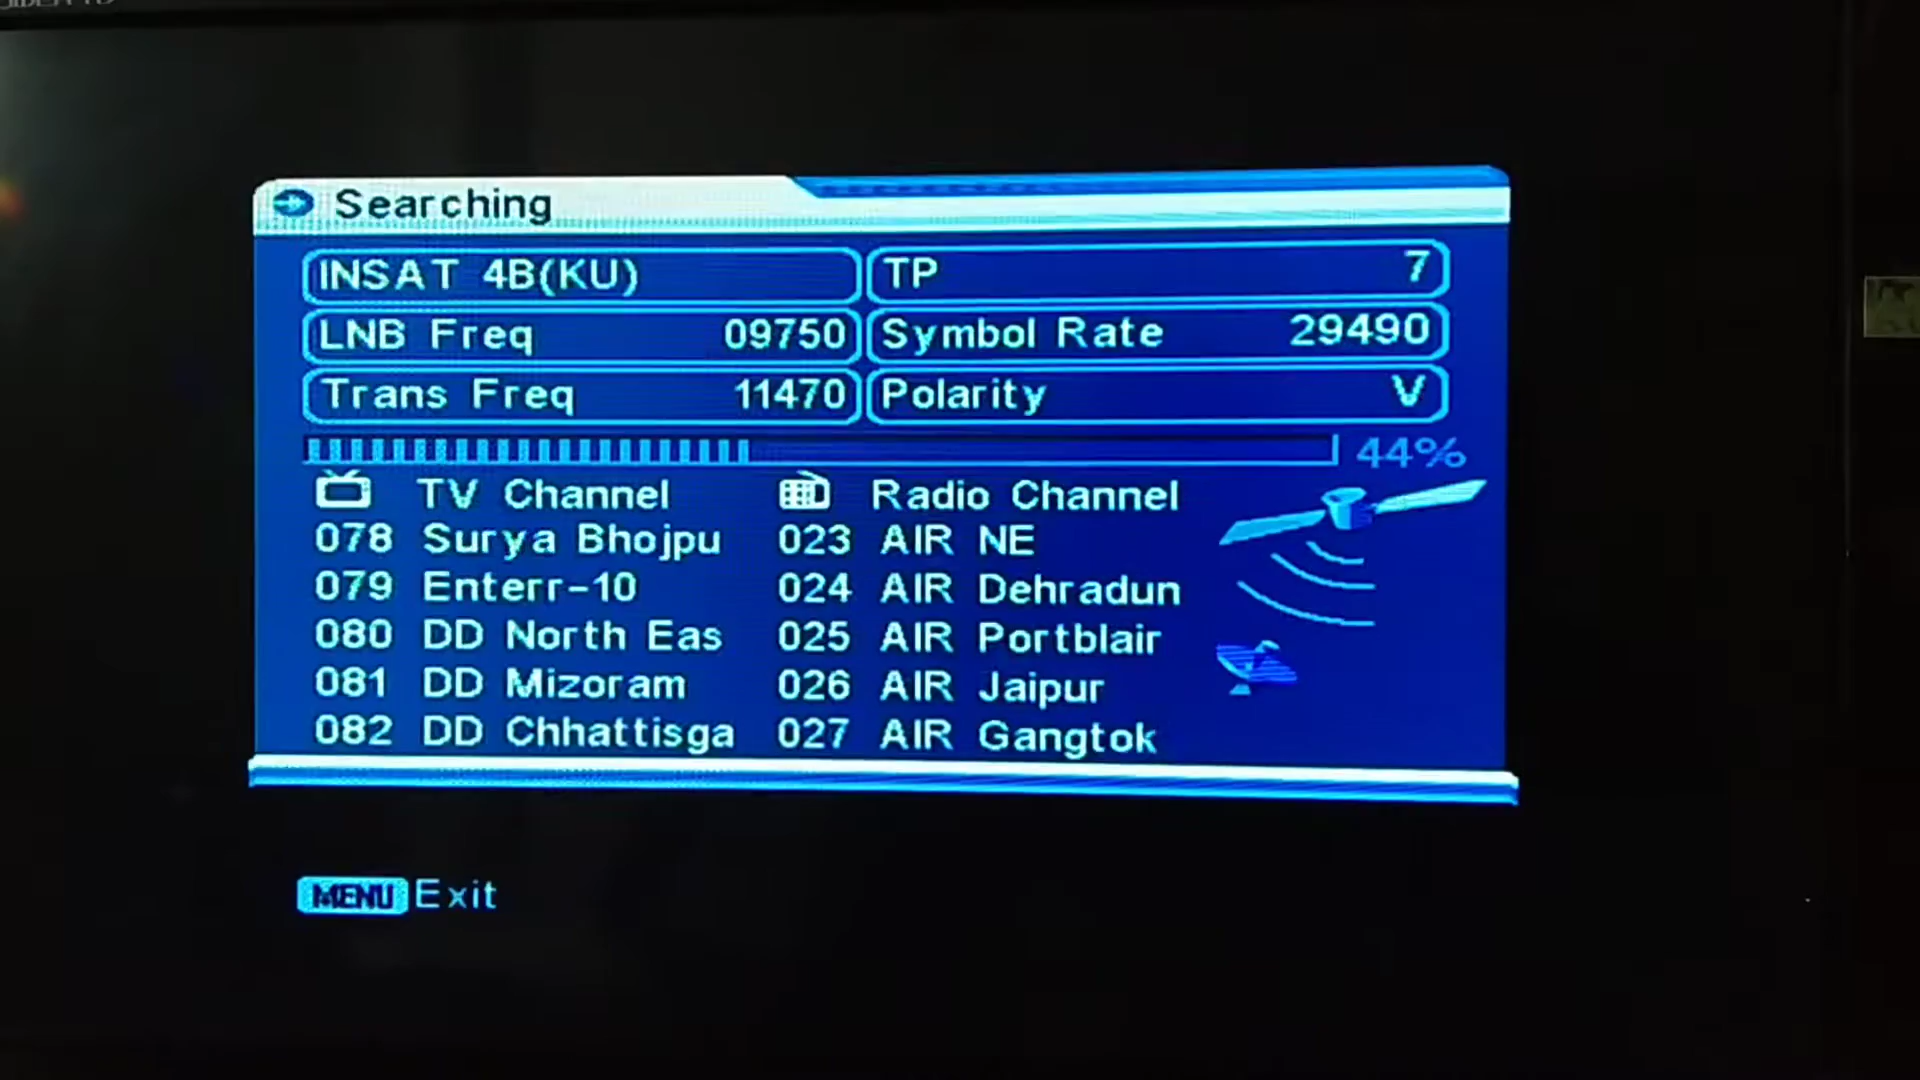 Searching
INSAT 4B(KU) TP 7
LNB Freq 09750 Symbol Rate 29490
Trans Freq 11470 Polarity V
44%
TV Channel Radio Channel
078 Surya Bhojpu 023 AIR NE
079 Enterr-10 024 AIR Dehradun
080 DD North Eas 025 AIR Portblair
081 DD Mizoram 026 AIR Jaipur
082 DD Chhattisga 027 AIR Gangtok
MENU Exit